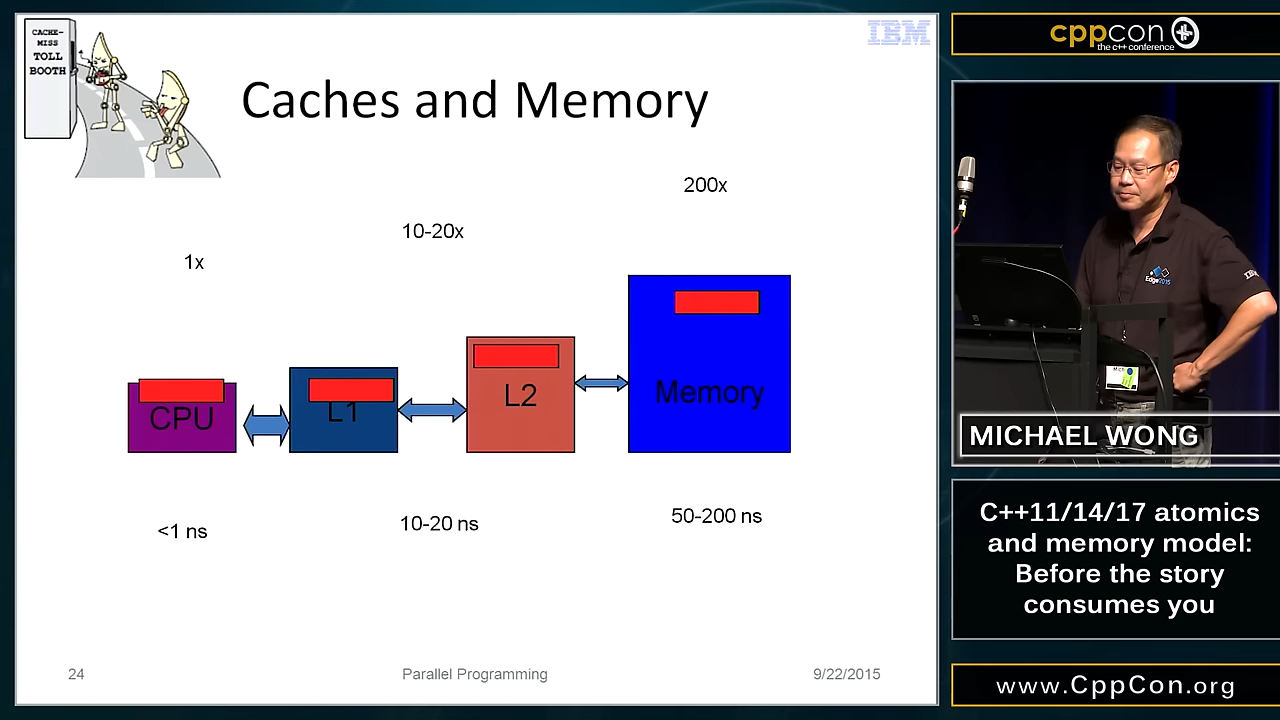 CACHE-
MISS
TOLL
BOOTH
IBM
Caches and Memory
200x
10-20x
1x
CPU
L1
L2
Memory
<1 ns
10-20 ns
50-200 ns
24
Parallel Programming
9/22/2015
cppcon
the c++ conference
Edge2015
IBM
MICHAEL WONG
C++11/14/17 atomics
and memory model:
Before the story
consumes you
www.CppCon.org